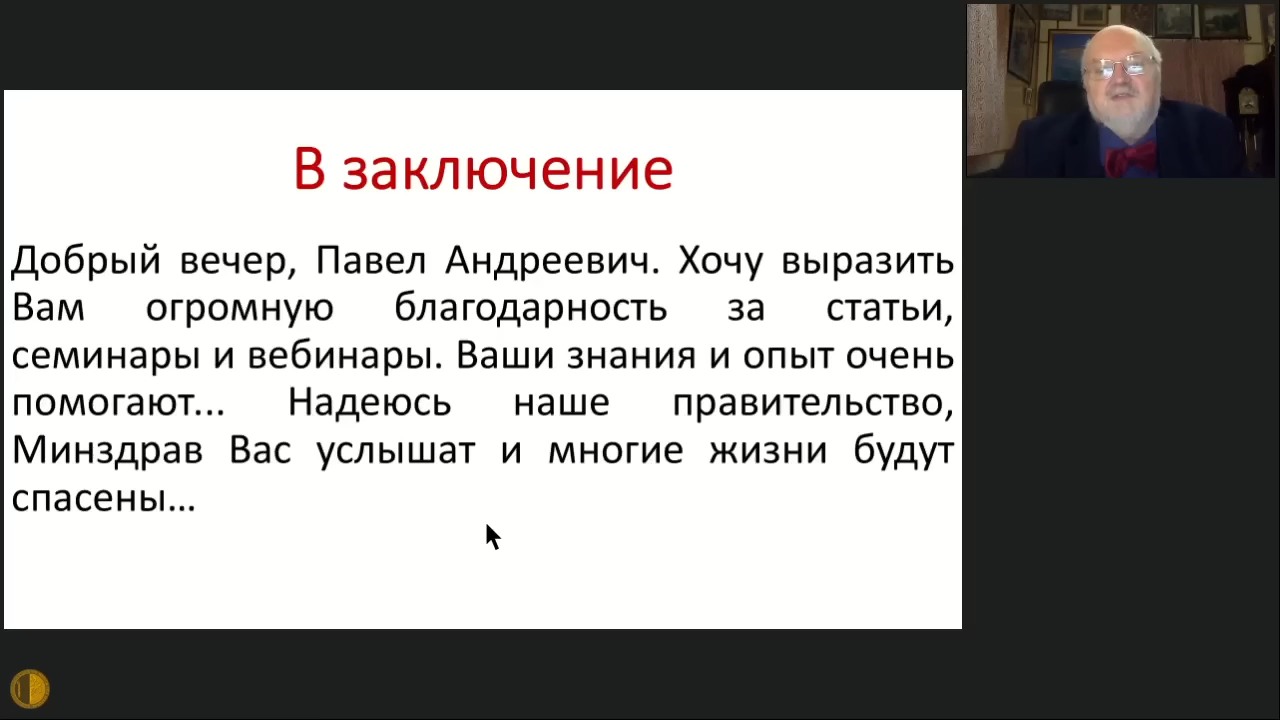 В заключение
Добрый вечер, Павел Андреевич. Хочу выразить
Вам огромную благодарность за статьи,
семинары и вебинары. Ваши знания и опыт очень
помогают... Надеюсь наше правительство,
Минздрав Вас услышат и многие жизни будут
спасены...